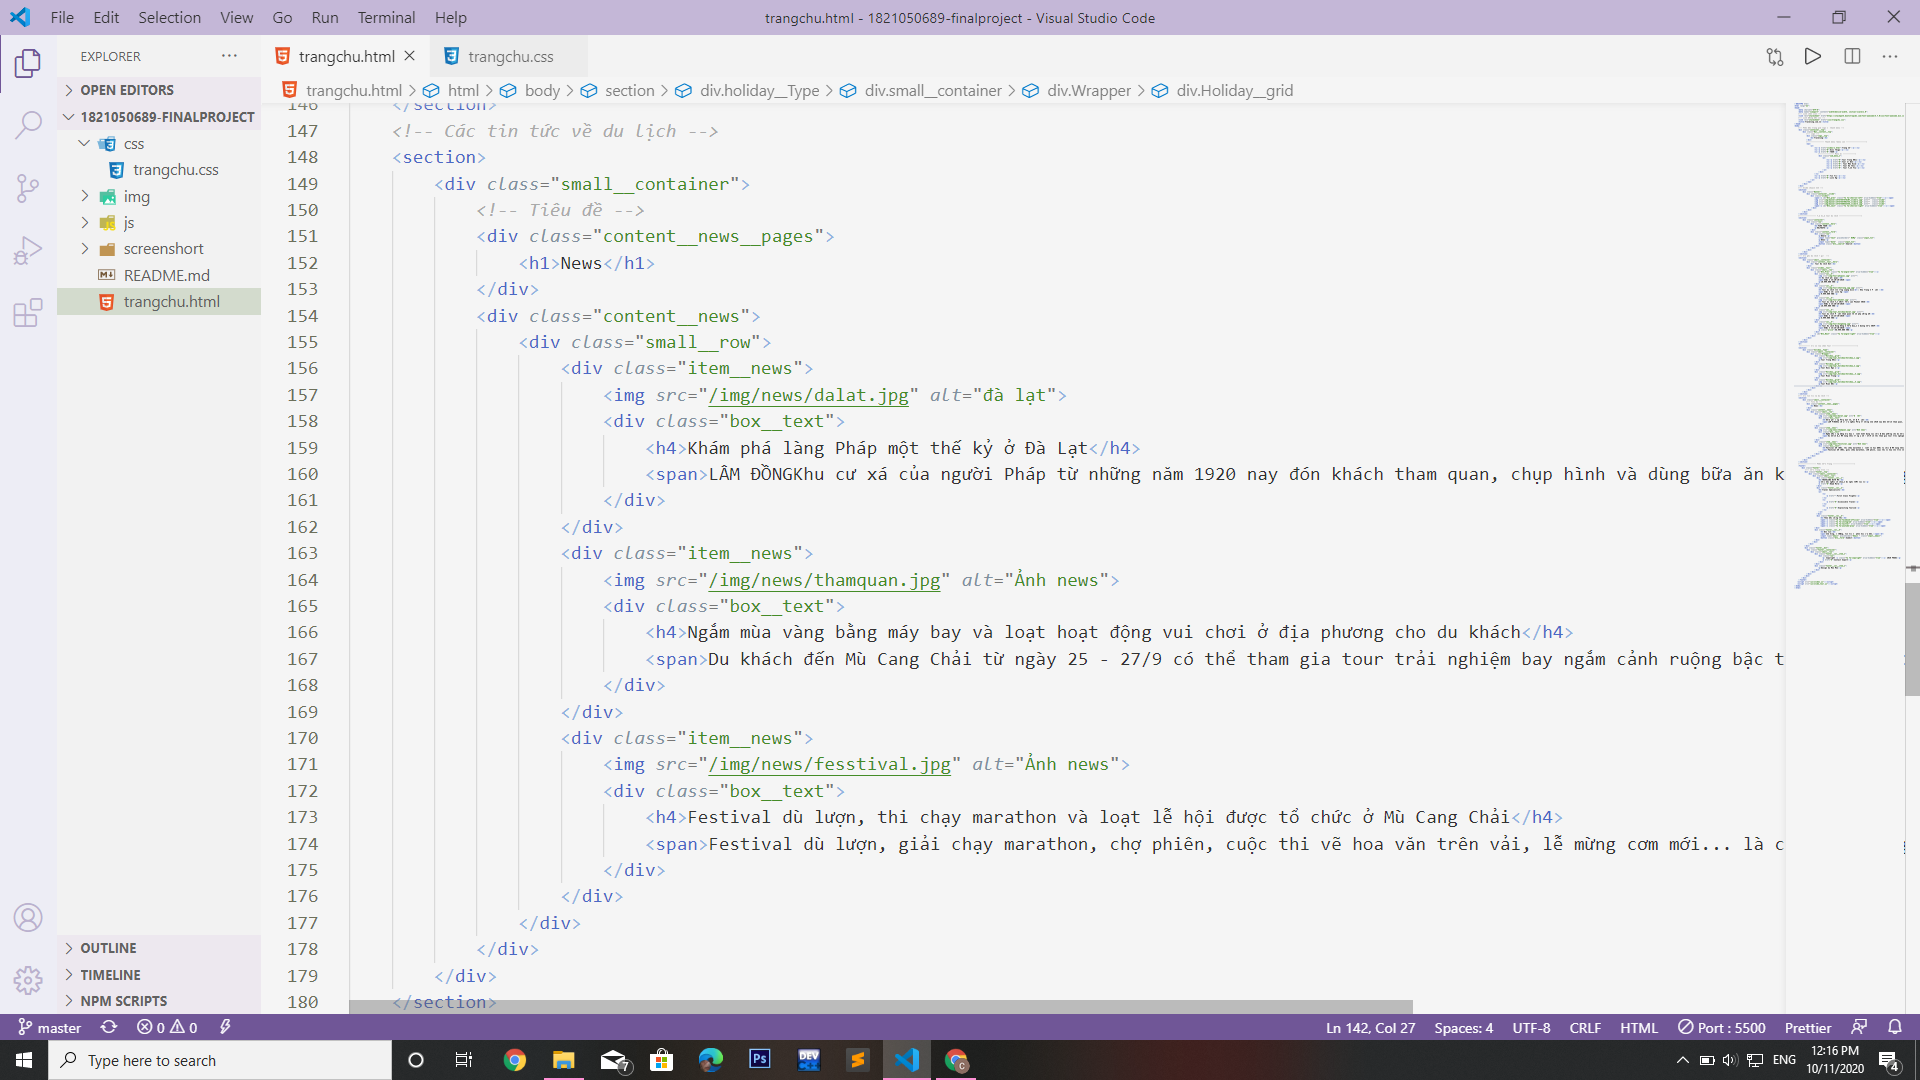 File Edit Selection View Go Run Terminal Help
trangchu.html - 1821050689-finalproject - Visual Studio Code
EXPLORER
trangchu.html
trangchu.css
OPEN EDITORS
trangchu.html > html > body > section > div.holiday__Type > div.small__container > div.Wrapper > div.Holiday__grid
1821050689-FINALPROJECT
css
trangchu.css
img
js
screenshort
README.md
trangchu.html
OUTLINE
TIMELINE
NPM SCRIPTS
146 </section>
147 <!-- Các tin tức về du lịch -->
148 <section>
149 <div class="small__container">
150 <!-- Tiêu đề -->
151 <div class="content__news__pages">
152 <h1>News</h1>
153 </div>
154 <div class="content__news">
155 <div class="small__row">
156 <div class="item__news">
157 <img src="/img/news/dalat.jpg" alt="đà lạt">
158 <div class="box__text">
159 <h4>Khám phá làng Pháp một thế kỷ ở Đà Lạt</h4>
160 <span>LÂM ĐỒNGKhu cư xá của người Pháp từ những năm 1920 nay đón khách tham quan, chụp hình và dùng bữa ăn k
161 </div>
162 </div>
163 <div class="item__news">
164 <img src="/img/news/thamquan.jpg" alt="Ảnh news">
165 <div class="box__text">
166 <h4>Ngắm mùa vàng bằng máy bay và loạt hoạt động vui chơi ở địa phương cho du khách</h4>
167 <span>Du khách đến Mù Cang Chải từ ngày 25 - 27/9 có thể tham gia tour trải nghiệm bay ngắm cảnh ruộng bậc t
168 </div>
169 </div>
170 <div class="item__news">
171 <img src="/img/news/fesstival.jpg" alt="Ảnh news">
172 <div class="box__text">
173 <h4>Festival dù lượn, thi chạy marathon và loạt lễ hội được tổ chức ở Mù Cang Chải</h4>
174 <span>Festival dù lượn, giải chạy marathon, chợ phiên, cuộc thi vẽ hoa văn trên vải, lễ mừng cơm mới... là c
175 </div>
176 </div>
177 </div>
178 </div>
179 </div>
180 </section>
master 0 0
Ln 142, Col 27 Spaces: 4 UTF-8 CRLF HTML Port : 5500 Prettier
Type here to search
7
Ps
DEV
C
ENG
12:16 PM
10/11/2020
4